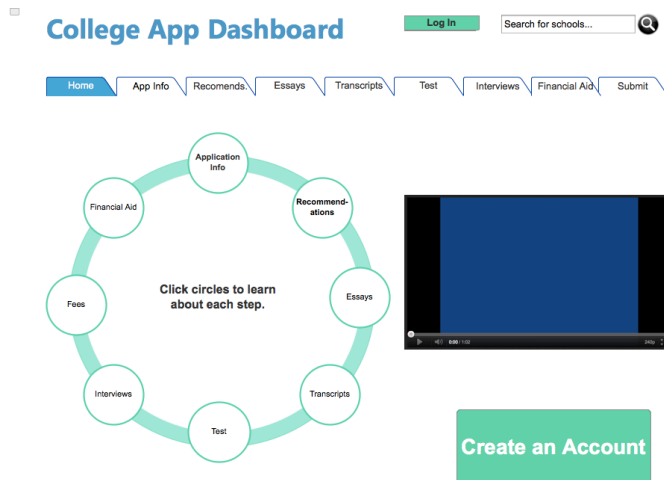 College App Dashboard
Log In
Search for schools...
Home
App Info
Recomends.
Essays
Transcripts
Test
Interviews
Financial Aid
Submit
Application
Info
Financial Aid
Recommend-
ations
Click circles to learn
about each step.
Fees
Essays
Interviews
Transcripts
Test
0:00 / 1:02
240p
Create an Account